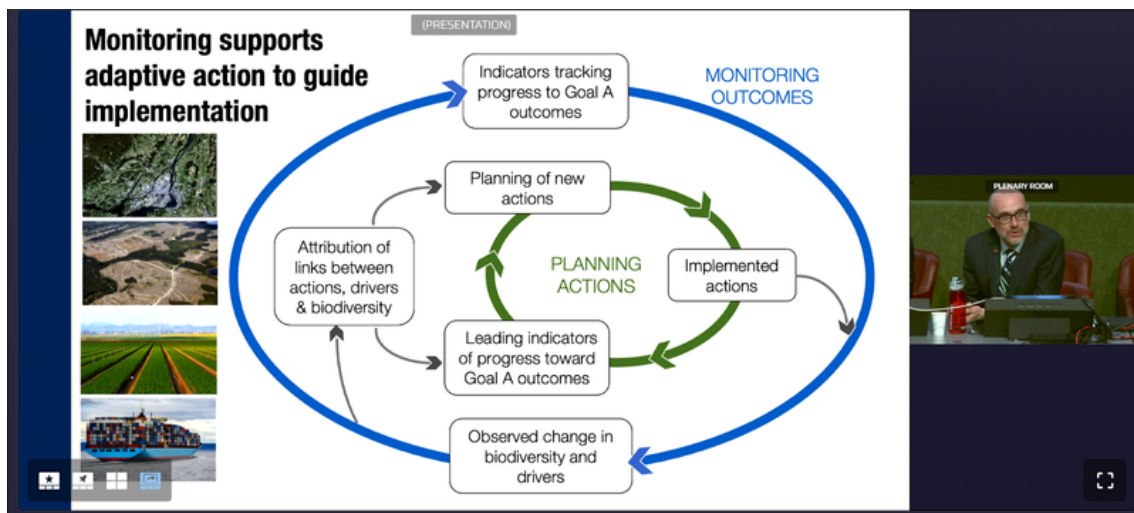 (PRESENTATION)
Monitoring supports
adaptive action to guide
implementation
Indicators tracking
progress to Goal A
outcomes
MONITORING
OUTCOMES
Planning of new
actions
Attribution of
links between
actions, drivers
& biodiversity
PLANNING
ACTIONS
Implemented
actions
Leading indicators
of progress toward
Goal A outcomes
Observed change in
biodiversity and
drivers
PLENARY ROOM